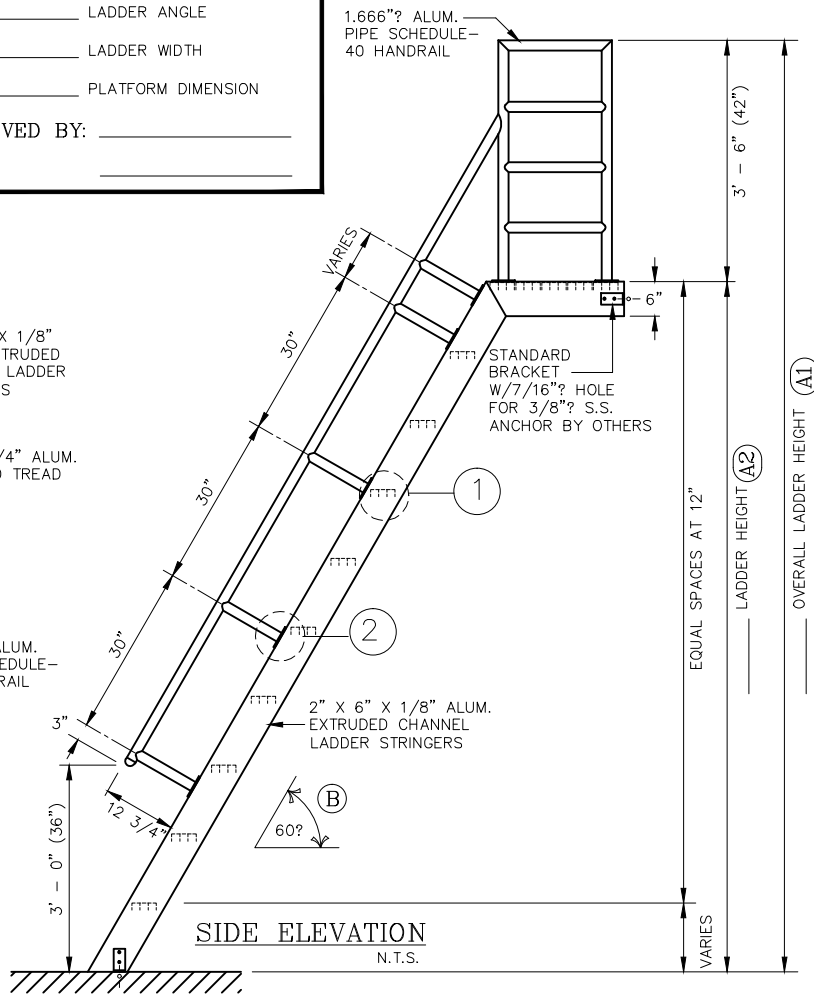 LADDER ANGLE
LADDER WIDTH
PLATFORM DIMENSION
VED BY:
1.666"? ALUM.
PIPE SCHEDULE-
40 HANDRAIL
3' - 6" (42")
VARIES
30"
30"
30"
3"
12 3/4"
3' - 0" (36")
X 1/8"
TRUDED
LADDER
S
/4" ALUM.
TREAD
ALUM.
EDULE-
RAIL
6"
STANDARD
BRACKET
W/7/16"? HOLE
FOR 3/8"? S.S.
ANCHOR BY OTHERS
1
2
2" X 6" X 1/8" ALUM.
EXTRUDED CHANNEL
LADDER STRINGERS
B
60?
EQUAL SPACES AT 12"
VARIES
LADDER HEIGHT A2
OVERALL LADDER HEIGHT A1
SIDE ELEVATION
N.T.S.